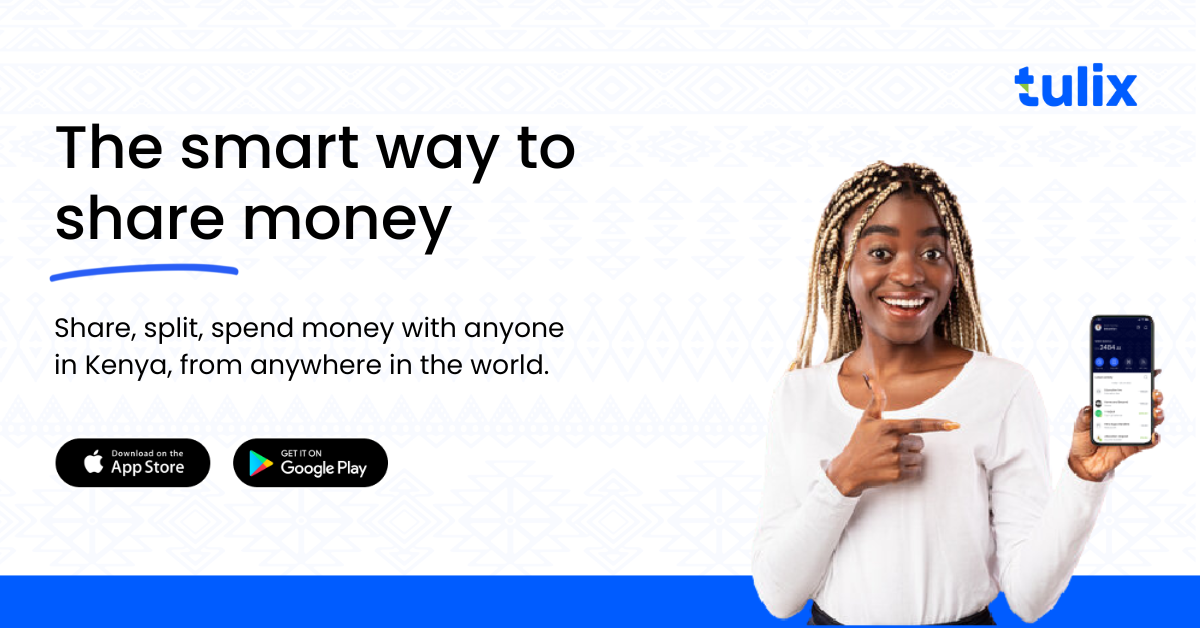 tulix
The smart way to
share money
Share, split, spend money with anyone
in Kenya, from anywhere in the world.
Download on the
App Store
GET IT ON
Google Play